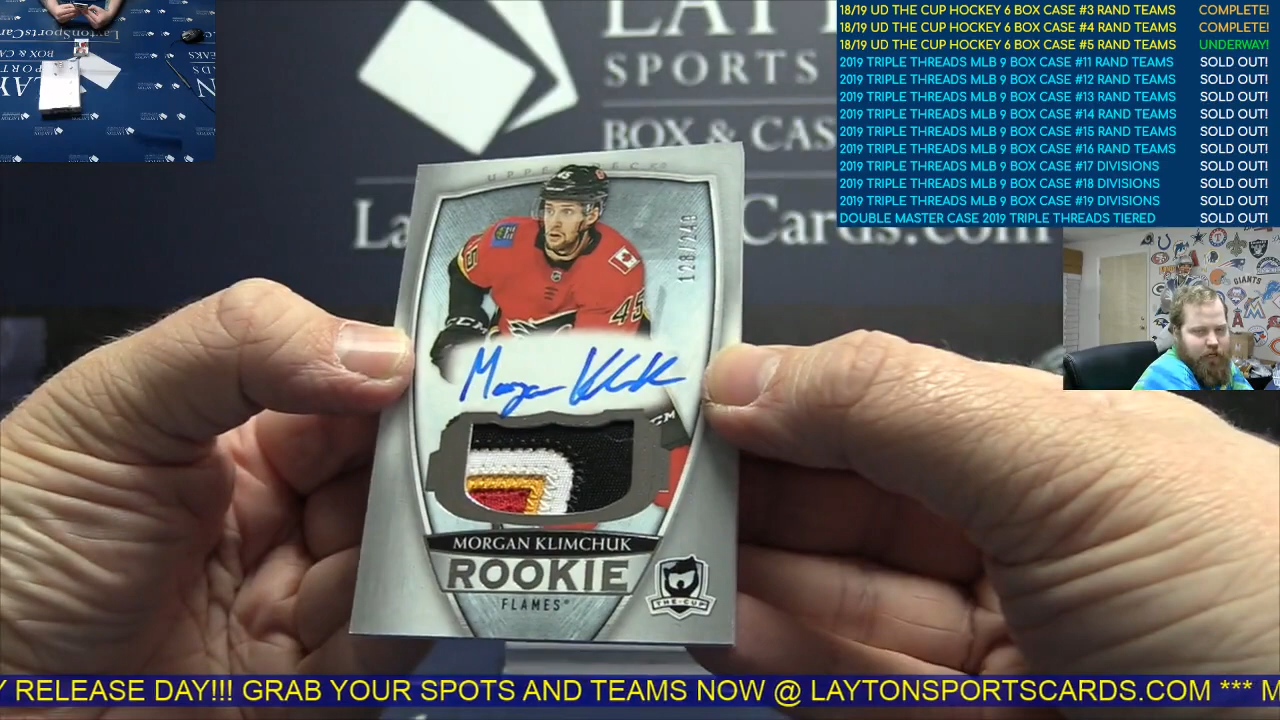 18/19 UD THE CUP HOCKEY 6 BOX CASE #3 RAND TEAMS COMPLETE!
18/19 UD THE CUP HOCKEY 6 BOX CASE #4 RAND TEAMS COMPLETE!
18/19 UD THE CUP HOCKEY 6 BOX CASE #5 RAND TEAMS UNDERWAY!
2019 TRIPLE THREADS MLB 9 BOX CASE #11 RAND TEAMS SOLD OUT!
2019 TRIPLE THREADS MLB 9 BOX CASE #12 RAND TEAMS SOLD OUT!
2019 TRIPLE THREADS MLB 9 BOX CASE #13 RAND TEAMS SOLD OUT!
2019 TRIPLE THREADS MLB 9 BOX CASE #14 RAND TEAMS SOLD OUT!
2019 TRIPLE THREADS MLB 9 BOX CASE #15 RAND TEAMS SOLD OUT!
2019 TRIPLE THREADS MLB 9 BOX CASE #16 RAND TEAMS SOLD OUT!
2019 TRIPLE THREADS MLB 9 BOX CASE #17 DIVISIONS SOLD OUT!
2019 TRIPLE THREADS MLB 9 BOX CASE #18 DIVISIONS SOLD OUT!
2019 TRIPLE THREADS MLB 9 BOX CASE #19 DIVISIONS SOLD OUT!
DOUBLE MASTER CASE 2019 TRIPLE THREADS TIERED SOLD OUT!
SPORTS
BOX & CAS
La
Cards.com
UPPER DECK
128/249
45
CCM
Morgan Klimchuk
MORGAN KLIMCHUK
ROOKIE
FLAMES
THE CUP
GIANTS
Y RELEASE DAY!!! GRAB YOUR SPOTS AND TEAMS NOW @ LAYTONSPORTSCARDS.COM *** M